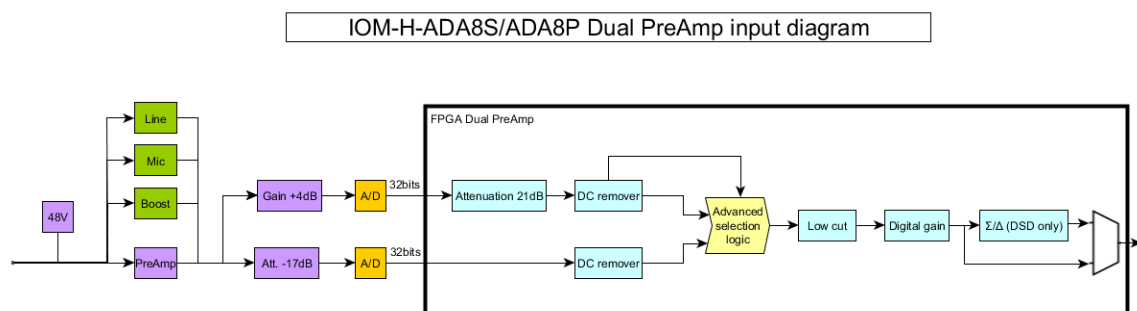 IOM-H-ADA8S/ADA8P Dual PreAmp input diagram
FPGA Dual PreAmp
Line
Mic
Boost
48V
PreAmp
Gain +4dB
A/D
32bits
Attenuation 21dB
DC remover
Att. -17dB
A/D
32bits
DC remover
Advanced
selection
logic
Low cut
Digital gain
Σ/Δ (DSD only)